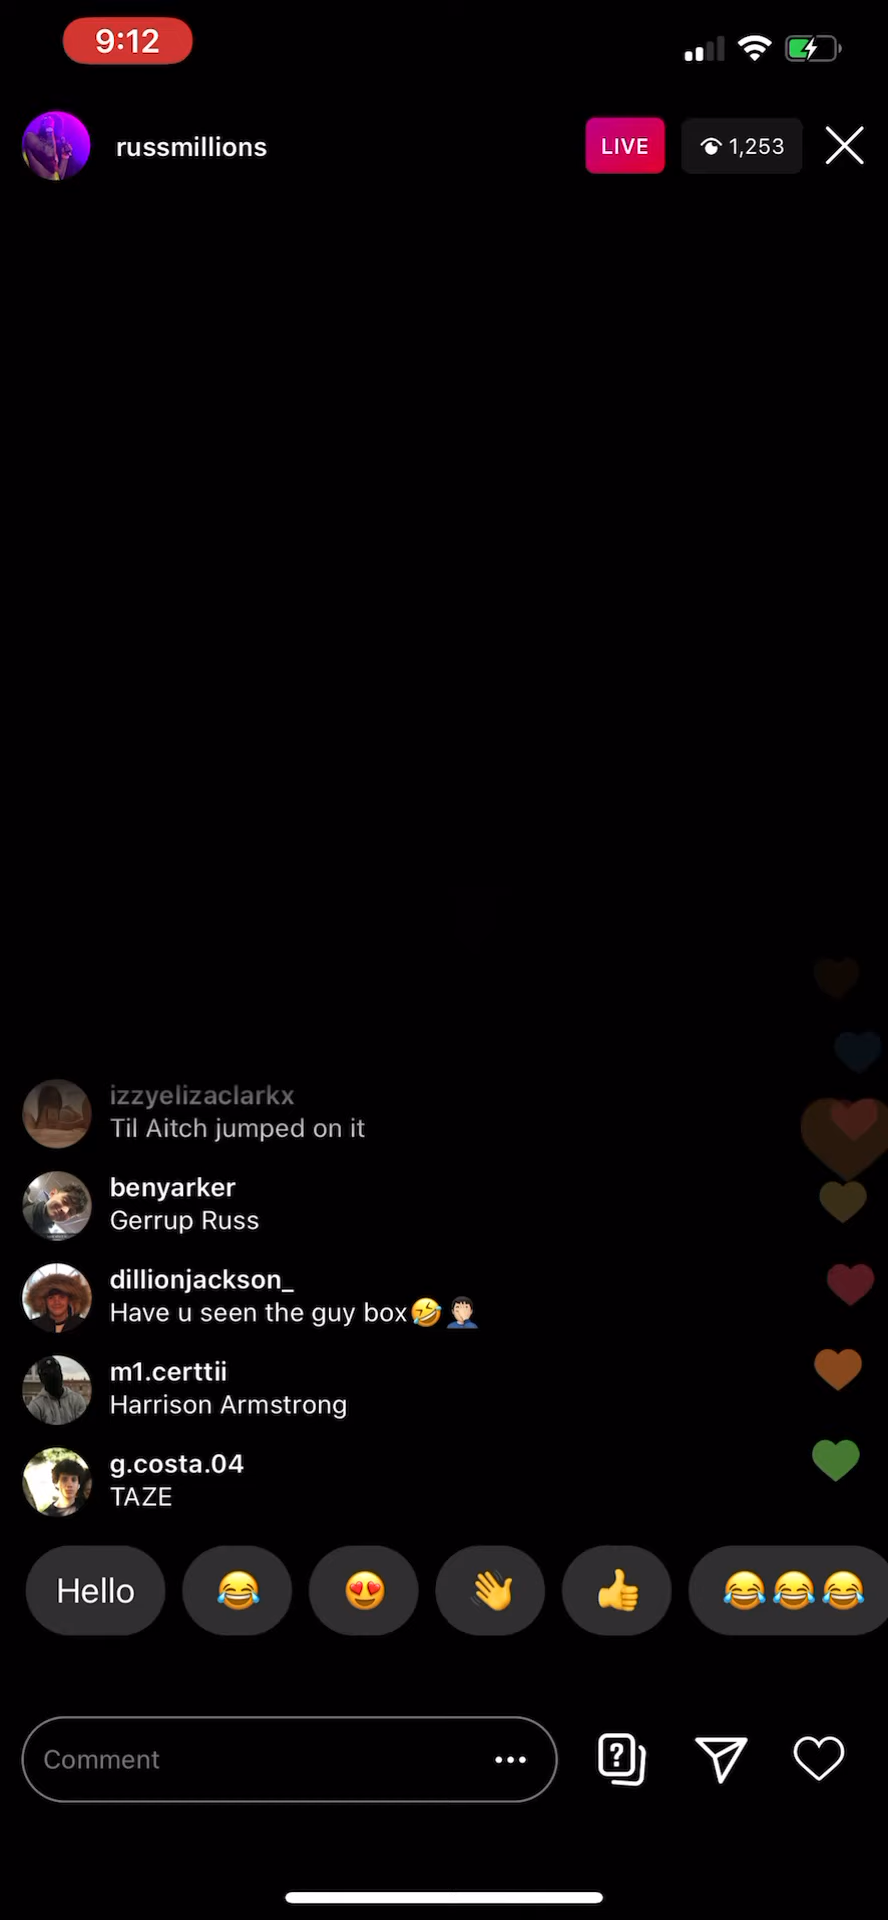 9:12
russmillions
LIVE
1,253
izzyelizaclarkx
Til Aitch jumped on it
benyarker
Gerrup Russ
dillionjackson_
Have u seen the guy box🤣🤦🏻‍♂️
m1.certtii
Harrison Armstrong
g.costa.04
TAZE
Hello 😂 😍 👋 👍 😂😂😂
Comment